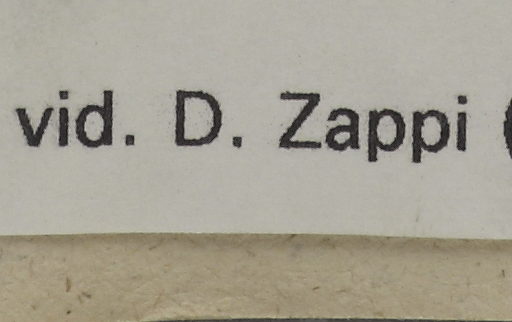 vid. D. Zappi (